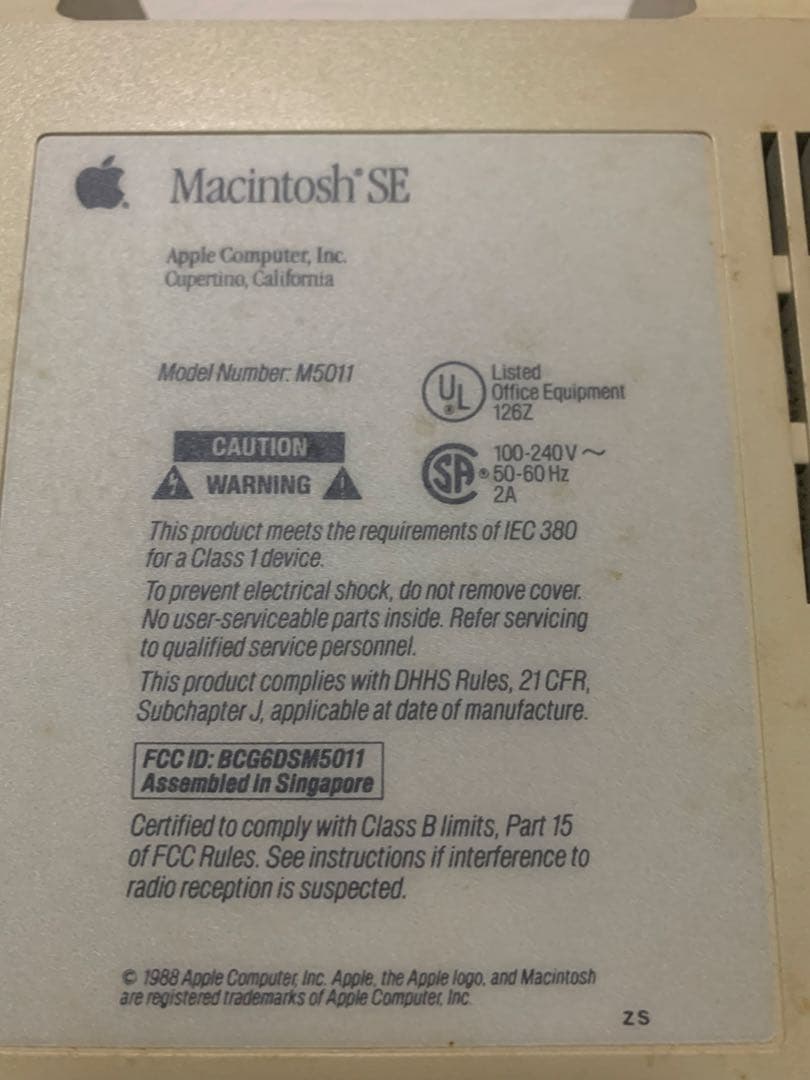 Macintosh® SE
Apple Computer, Inc.
Cupertino, California
Model Number: M5011
UL®
Listed
Office Equipment
126Z
CAUTION
WARNING
SA®
100-240V ~
50-60 Hz
2A
This product meets the requirements of IEC 380
for a Class 1 device.
To prevent electrical shock, do not remove cover.
No user-serviceable parts inside. Refer servicing
to qualified service personnel.
This product complies with DHHS Rules, 21 CFR,
Subchapter J, applicable at date of manufacture.
FCC ID: BCG6DSM5011
Assembled in Singapore
Certified to comply with Class B limits, Part 15
of FCC Rules. See instructions if interference to
radio reception is suspected.
© 1988 Apple Computer, Inc. Apple, the Apple logo, and Macintosh
are registered trademarks of Apple Computer, Inc.
ZS